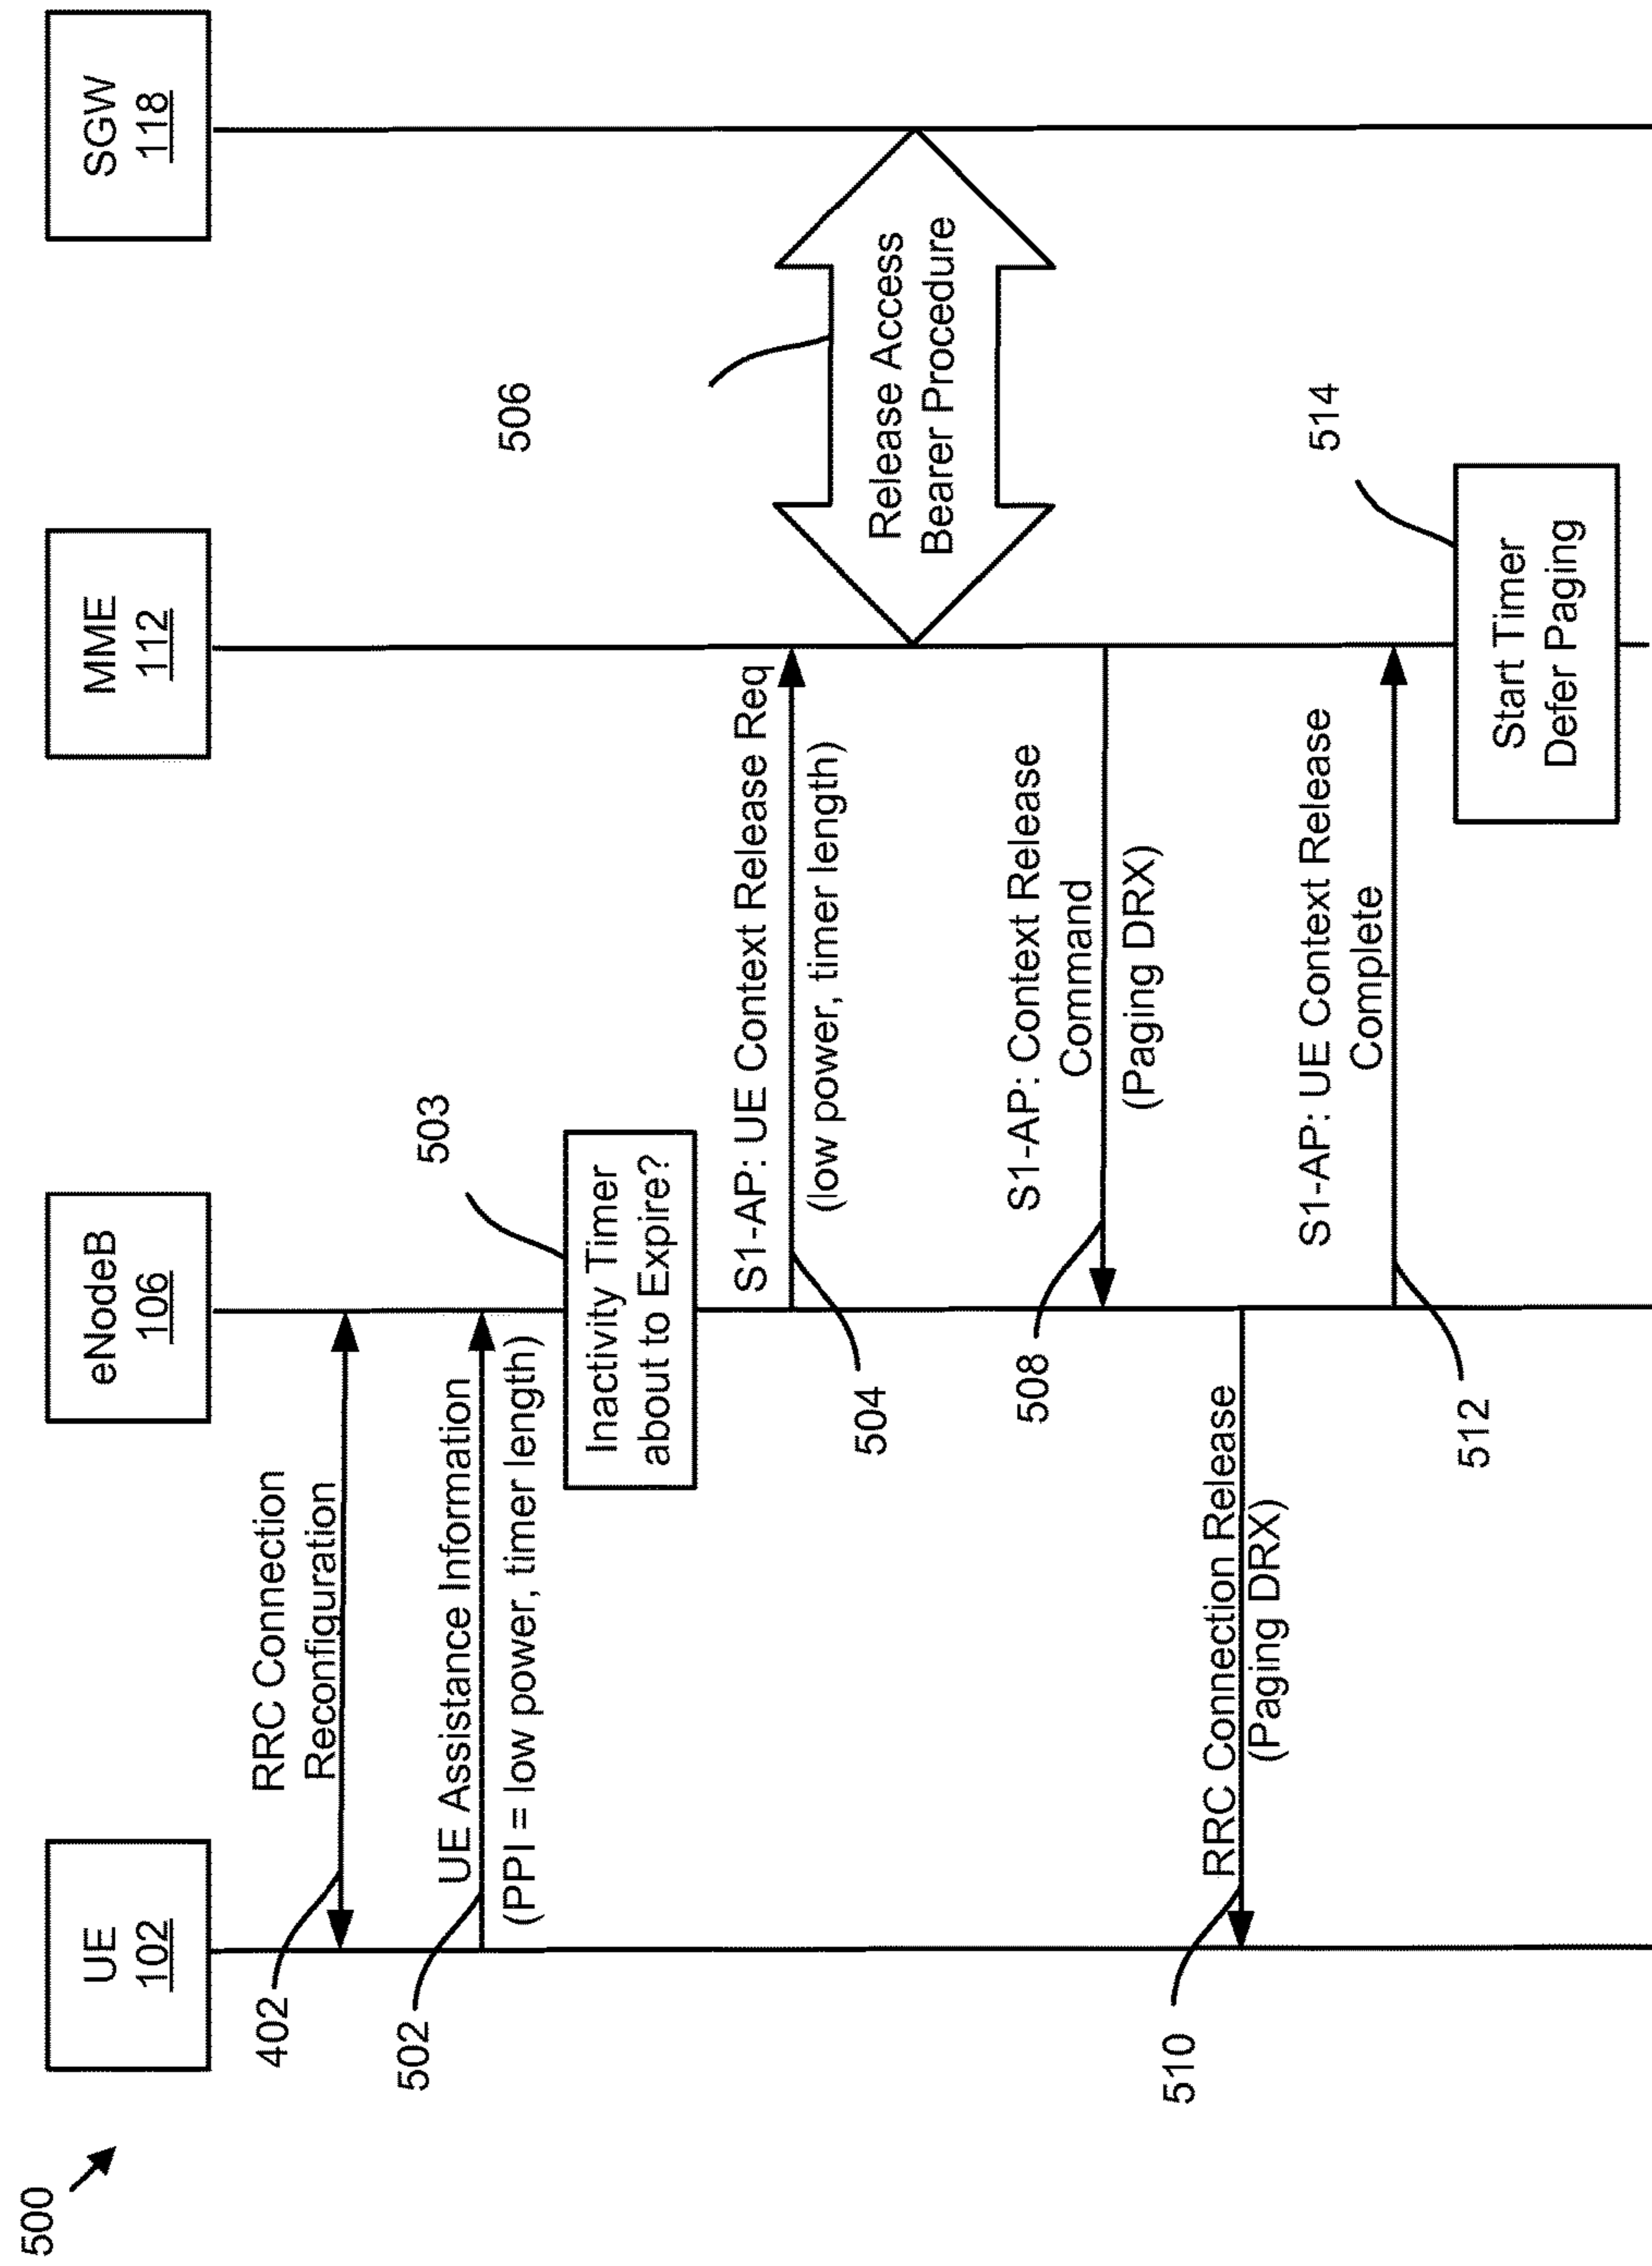 500
UE
102
eNodeB
106
MME
112
SGW
118
RRC Connection
Reconfiguration
402
UE Assistance Information
(PPI = low power, timer length)
502
503
Inactivity Timer
about to Expire?
S1-AP: UE Context Release Req
(low power, timer length)
504
506
Release Access
Bearer Procedure
S1-AP: Context Release
Command
(Paging DRX)
508
RRC Connection Release
(Paging DRX)
510
S1-AP: UE Context Release
Complete
512
514
Start Timer
Defer Paging